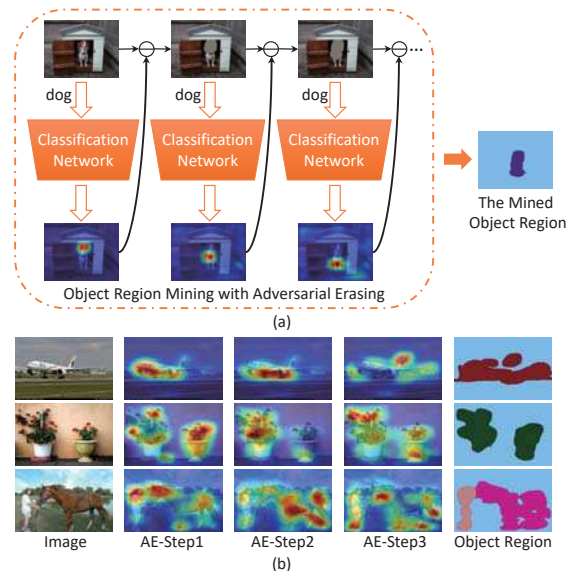 dog
dog
dog
Classification
Network
Classification
Network
Classification
Network
The Mined
Object Region
Object Region Mining with Adversarial Erasing
(a)
Image
AE-Step1
AE-Step2
AE-Step3
Object Region
(b)